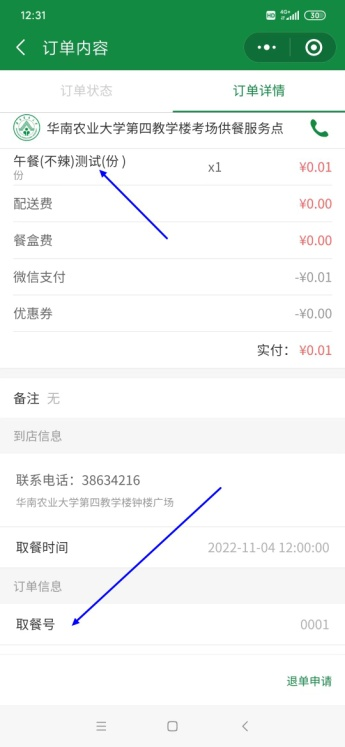 12:31
HD 4G+ 30
订单内容
订单状态 订单详情
华南农业大学第四教学楼考场供餐服务点
午餐(不辣)测试(份 ) x1 ¥0.01
份
配送费 ¥0.00
餐盒费 ¥0.00
微信支付 -¥0.01
优惠券 -¥0.00
实付： ¥0.01
备注 无
到店信息
联系电话：38634216
华南农业大学第四教学楼钟楼广场
取餐时间 2022-11-04 12:00:00
订单信息
取餐号 0001
退单申请